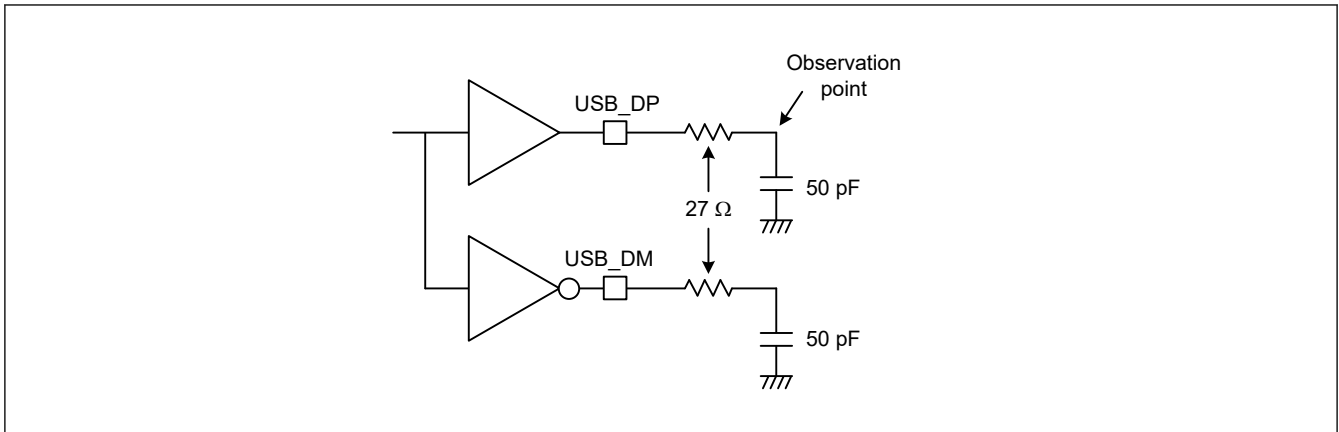 Observation
point
USB_DP
50 pF
27 Ω
USB_DM
50 pF